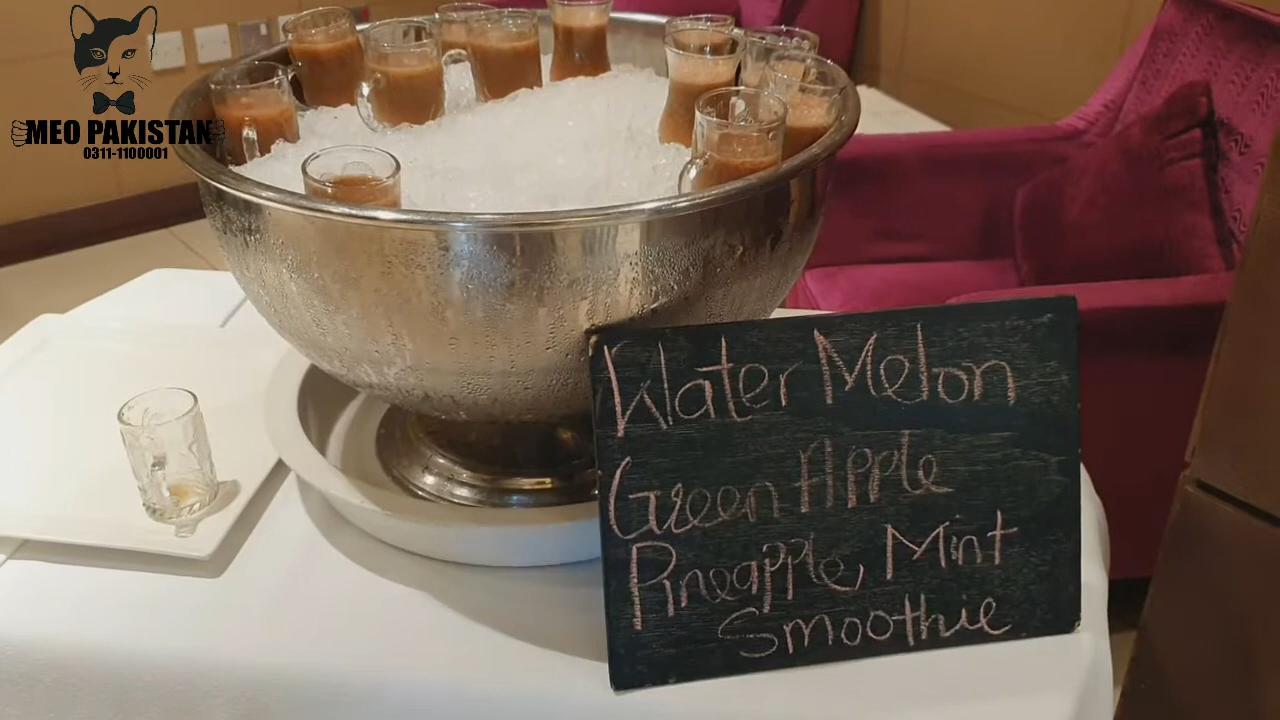 MEO PAKISTAN
0311-1100001
Water Melon
Green Apple
Pineapple, Mint
Smoothie